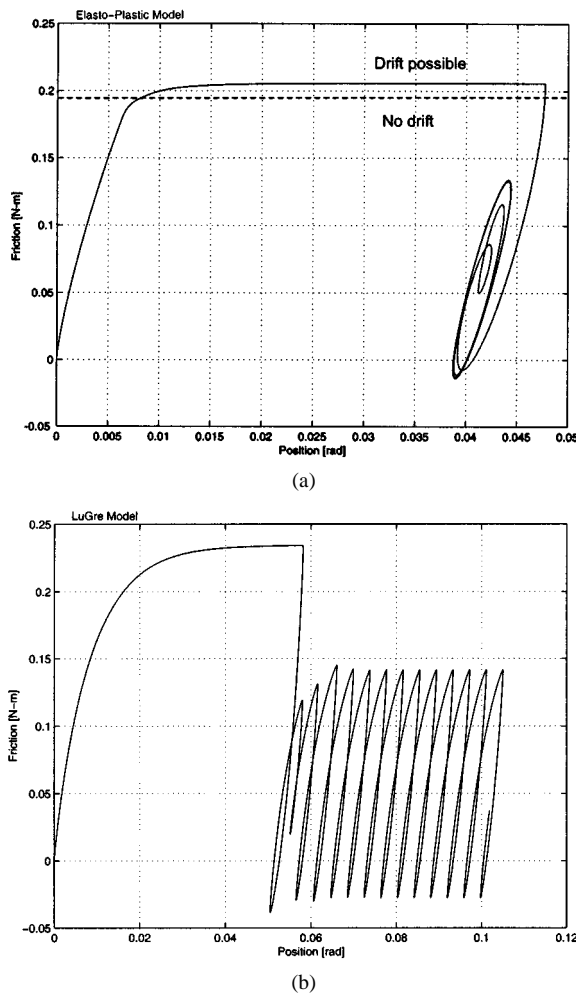 Elasto-Plastic Model
0.25
0.2
0.15
0.1
0.05
0
-0.05
Friction [N-m]
Drift possible
No drift
0 0.005 0.01 0.015 0.02 0.025 0.03 0.035 0.04 0.045 0.05
Position [rad]
(a)
LuGre Model
0.25
0.2
0.15
0.1
0.05
0
-0.05
Friction [N-m]
0 0.02 0.04 0.06 0.08 0.1 0.12
Position [rad]
(b)